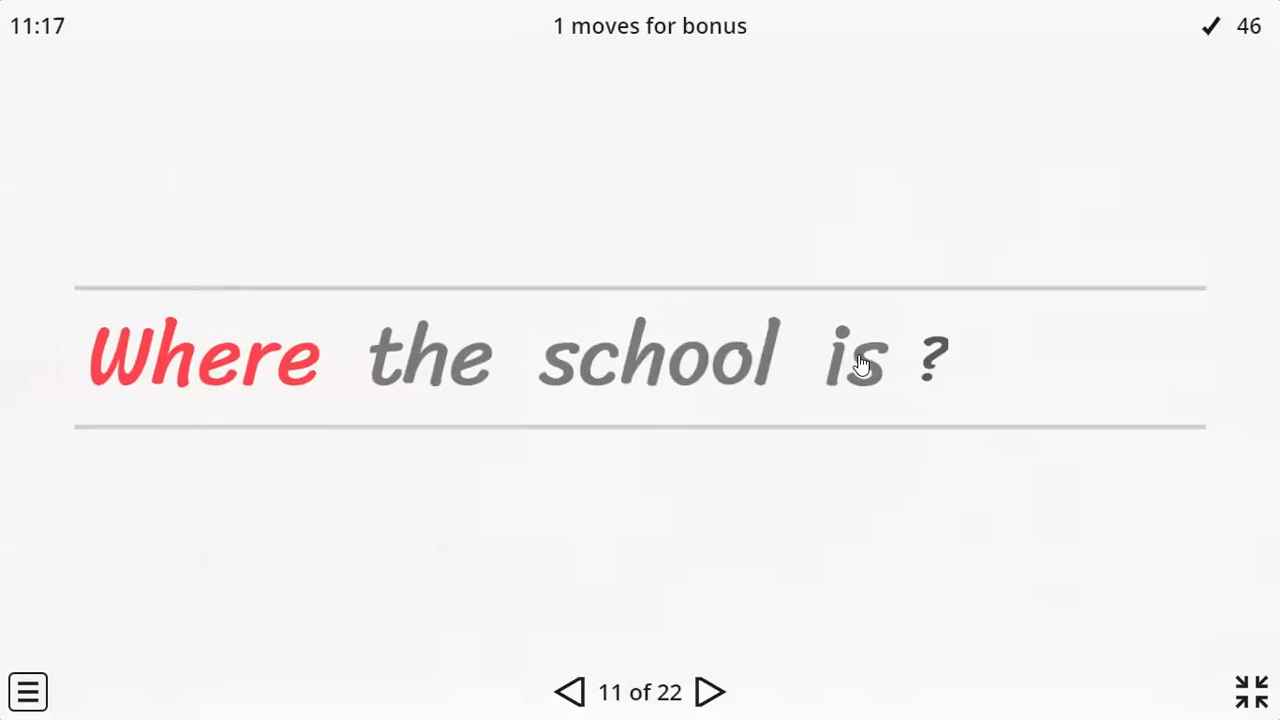 11:17
1 moves for bonus
✓ 46
Where the school is ?
11 of 22